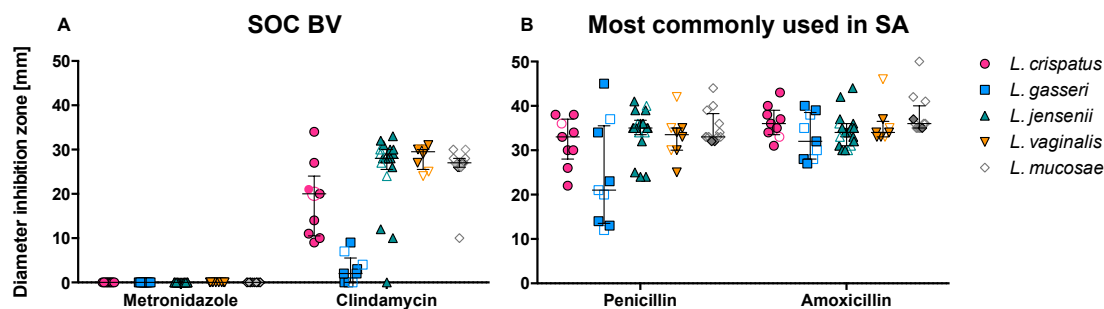 A SOC BV
B Most commonly used in SA
Diameter inhibition zone [mm]
50
40
30
20
10
0
Metronidazole Clindamycin
50
40
30
20
10
0
Penicillin Amoxicillin
L. crispatus
L. gasseri
L. jensenii
L. vaginalis
L. mucosae